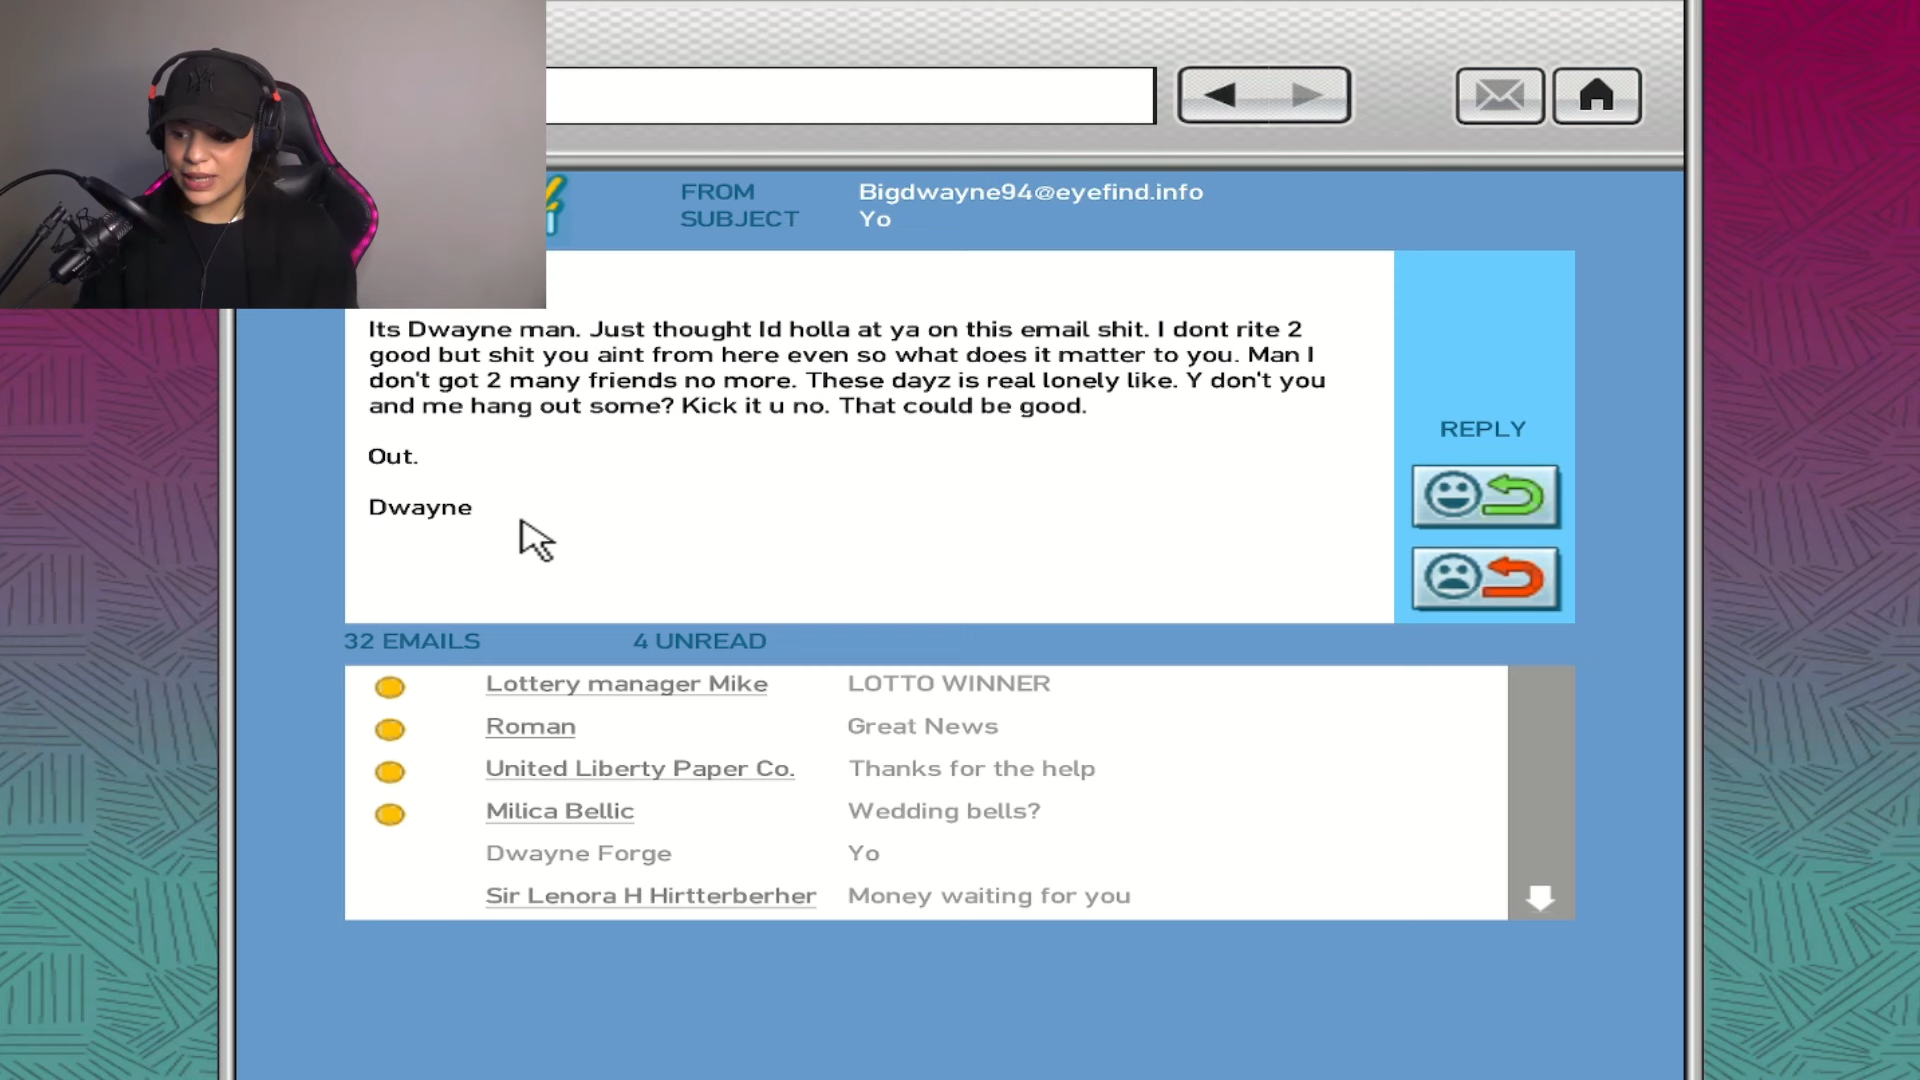 FROM Bigdwayne94@eyefind.info
SUBJECT Yo
Its Dwayne man. Just thought Id holla at ya on this email shit. I dont rite 2
good but shit you aint from here even so what does it matter to you. Man I
don't got 2 many friends no more. These dayz is real lonely like. Y don't you
and me hang out some? Kick it u no. That could be good.
Out.
Dwayne
REPLY
32 EMAILS 4 UNREAD
Lottery manager Mike LOTTO WINNER
Roman Great News
United Liberty Paper Co. Thanks for the help
Milica Bellic Wedding bells?
Dwayne Forge Yo
Sir Lenora H Hirtterberher Money waiting for you